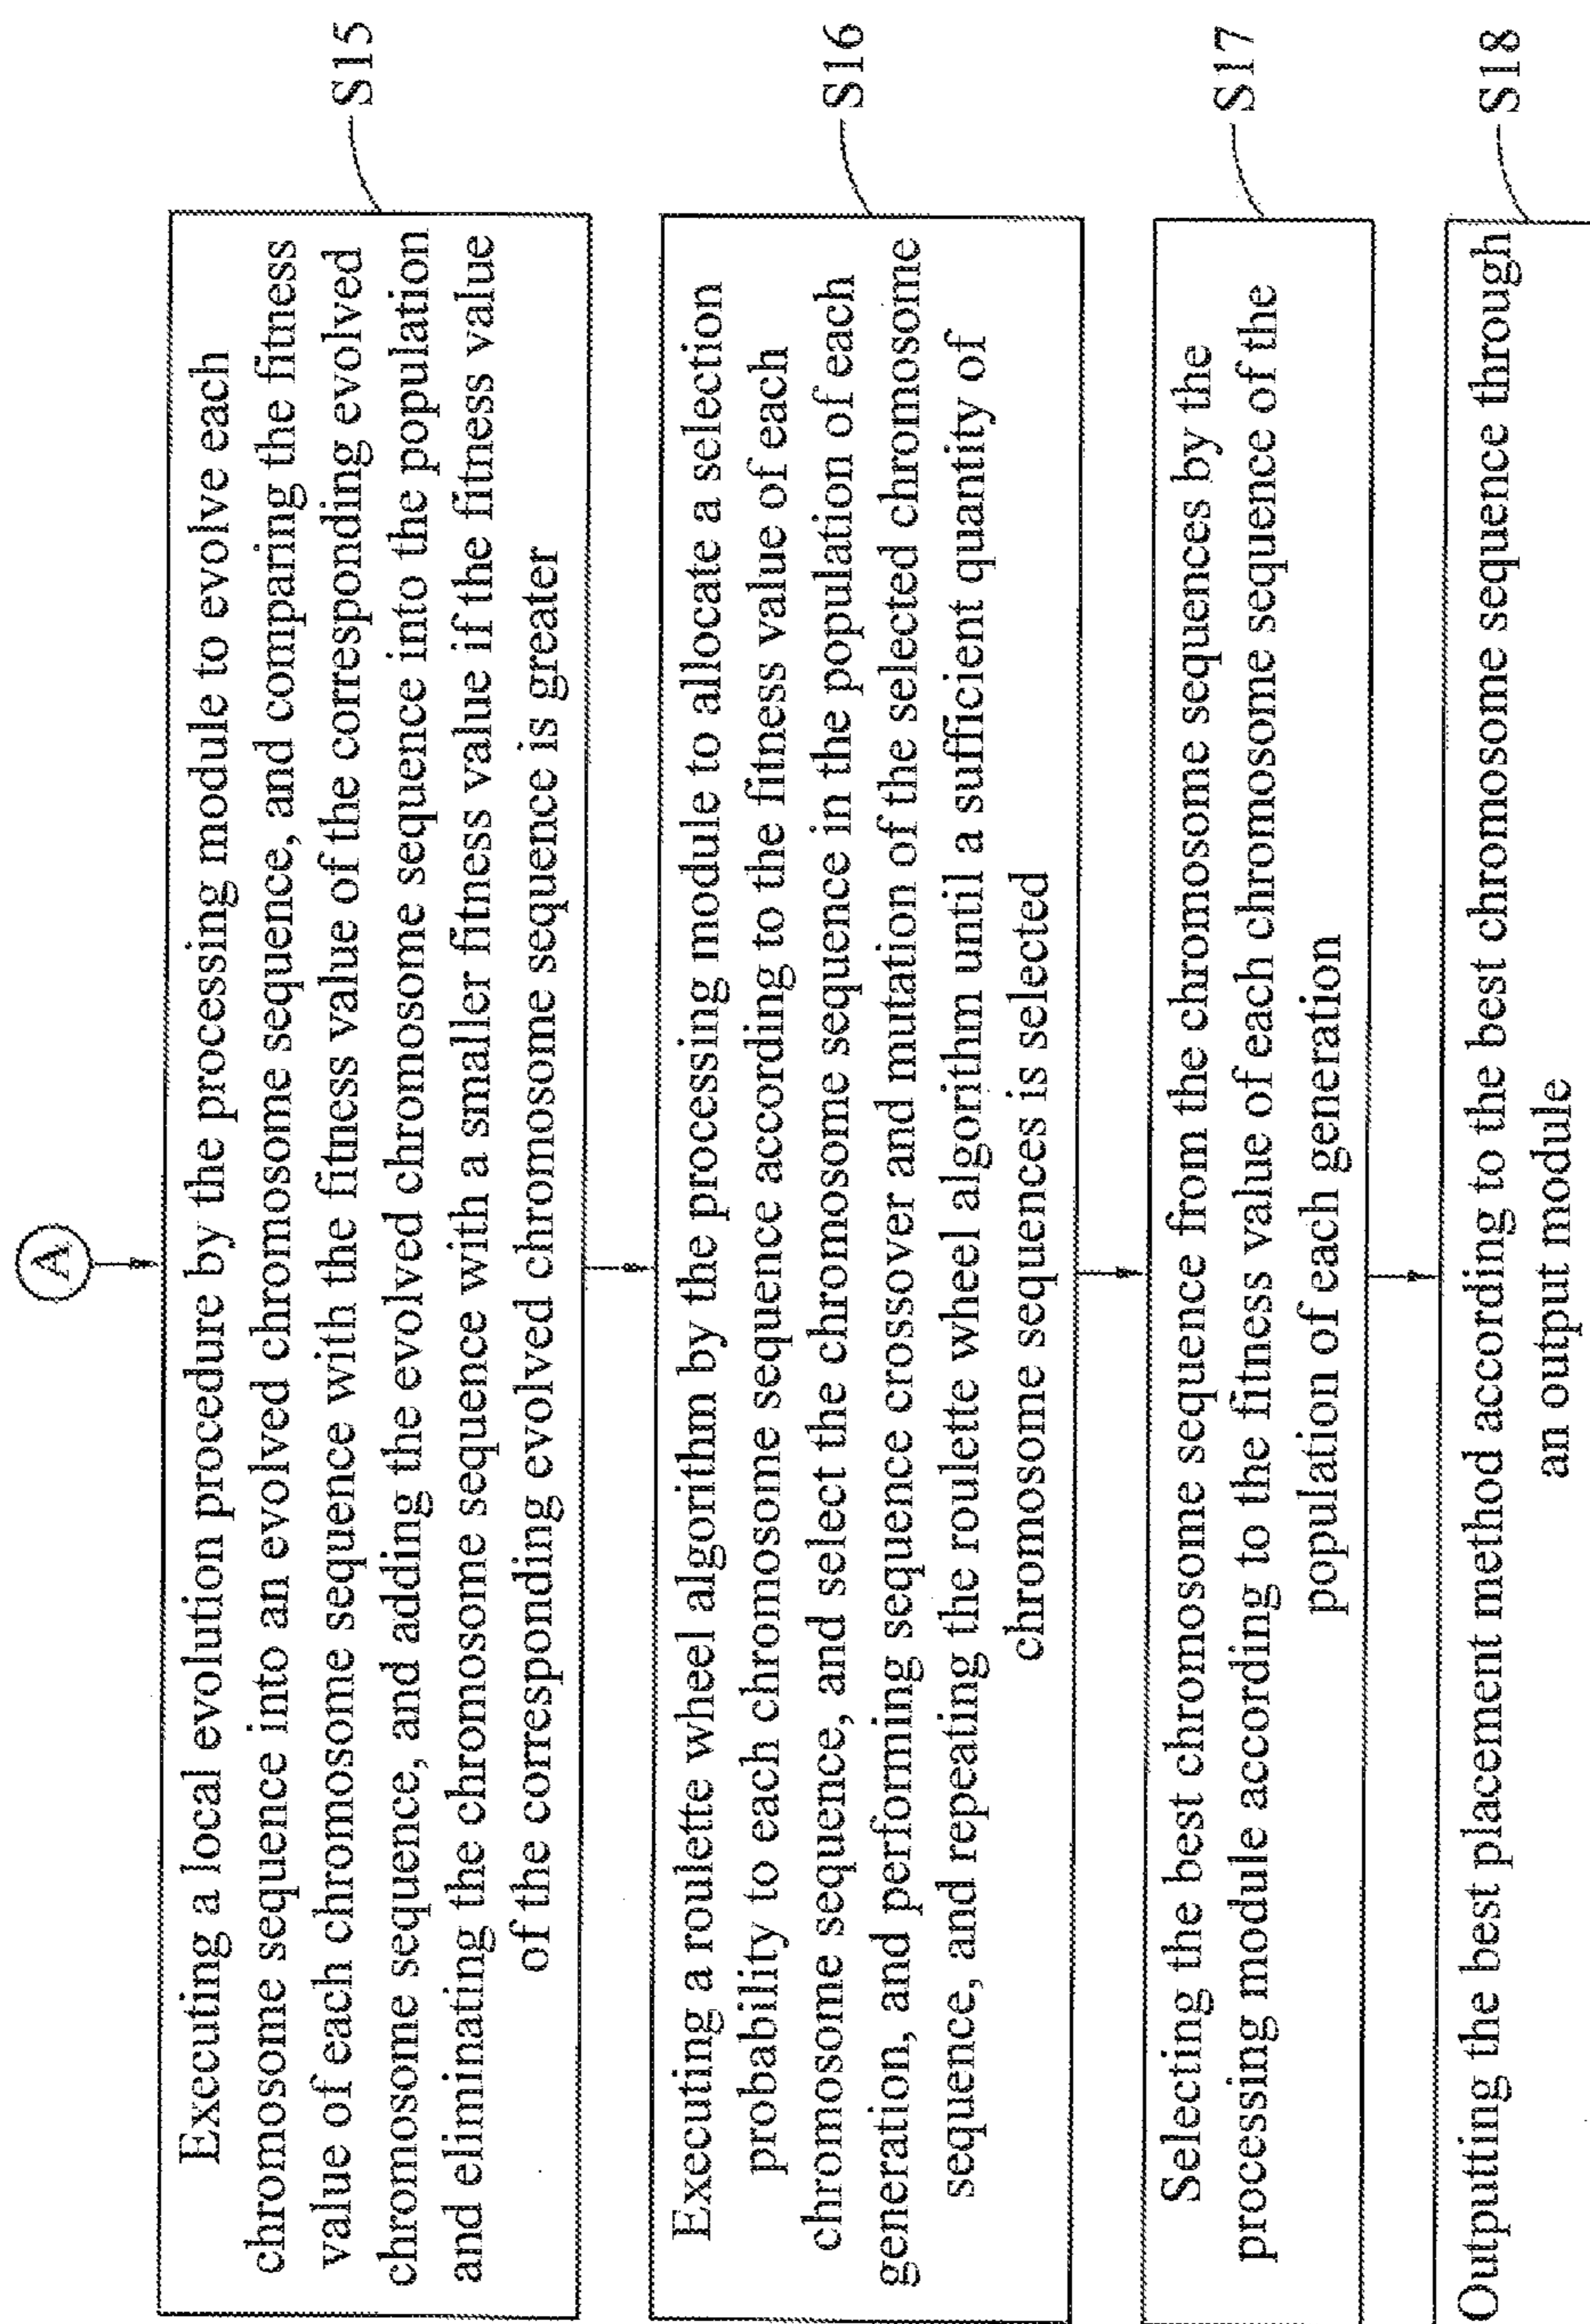 A
Executing a local evolution procedure by the processing module to evolve each
chromosome sequence into an evolved chromosome sequence, and comparing the fitness
value of each chromosome sequence with the fitness value of the corresponding evolved
chromosome sequence, and adding the evolved chromosome sequence into the population
and eliminating the chromosome sequence with a smaller fitness value if the fitness value
of the corresponding evolved chromosome sequence is greater
S15
Executing a roulette wheel algorithm by the processing module to allocate a selection
probability to each chromosome sequence according to the fitness value of each
chromosome sequence, and select the chromosome sequence in the population of each
generation, and performing sequence crossover and mutation of the selected chromosome
sequence, and repeating the roulette wheel algorithm until a sufficient quantity of
chromosome sequences is selected
S16
Selecting the best chromosome sequence from the chromosome sequences by the
processing module according to the fitness value of each chromosome sequence of the
population of each generation
S17
Outputting the best placement method according to the best chromosome sequence through
an output module
S18